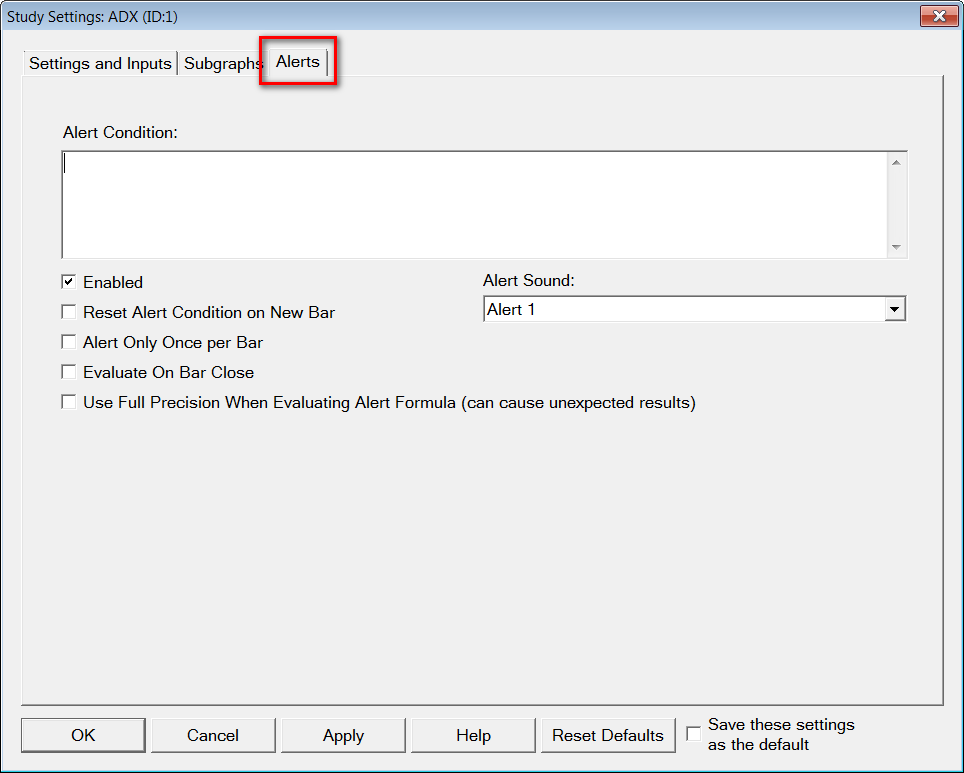 Study Settings: ADX (ID:1)
Settings and Inputs Subgraphs Alerts
Alert Condition:
Enabled
Alert Sound:
Reset Alert Condition on New Bar
Alert 1
Alert Only Once per Bar
Evaluate On Bar Close
Use Full Precision When Evaluating Alert Formula (can cause unexpected results)
OK Cancel Apply Help Reset Defaults
Save these settings
as the default